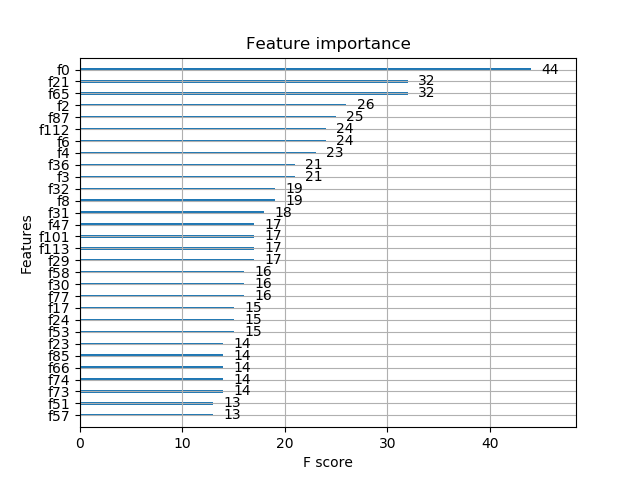 Feature importance
f0 44
f21 32
f65 32
f2 26
f87 25
f112 24
f6 24
f4 23
f36 21
f3 21
f32 19
f8 19
f31 18
f47 17
f101 17
f113 17
f29 17
f58 16
f30 16
f77 16
f17 15
f24 15
f53 15
f23 14
f85 14
f66 14
f74 14
f73 14
f51 13
f57 13
Features
0 10 20 30 40
F score